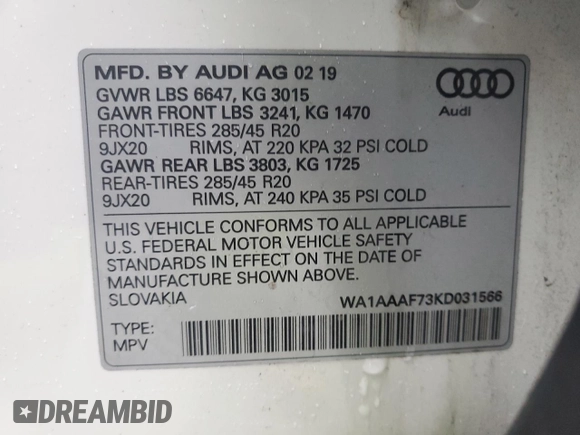 MFD. BY AUDI AG 02 19
GVWR LBS 6647, KG 3015
GAWR FRONT LBS 3241, KG 1470
FRONT-TIRES 285/45 R20
9JX20 RIMS, AT 220 KPA 32 PSI COLD
GAWR REAR LBS 3803, KG 1725
REAR-TIRES 285/45 R20
9JX20 RIMS, AT 240 KPA 35 PSI COLD
Audi
THIS VEHICLE CONFORMS TO ALL APPLICABLE
U.S. FEDERAL MOTOR VEHICLE SAFETY
STANDARDS IN EFFECT ON THE DATE OF
MANUFACTURE SHOWN ABOVE.
SLOVAKIA WA1AAAF73KD031566
TYPE:
MPV
DREAMBID